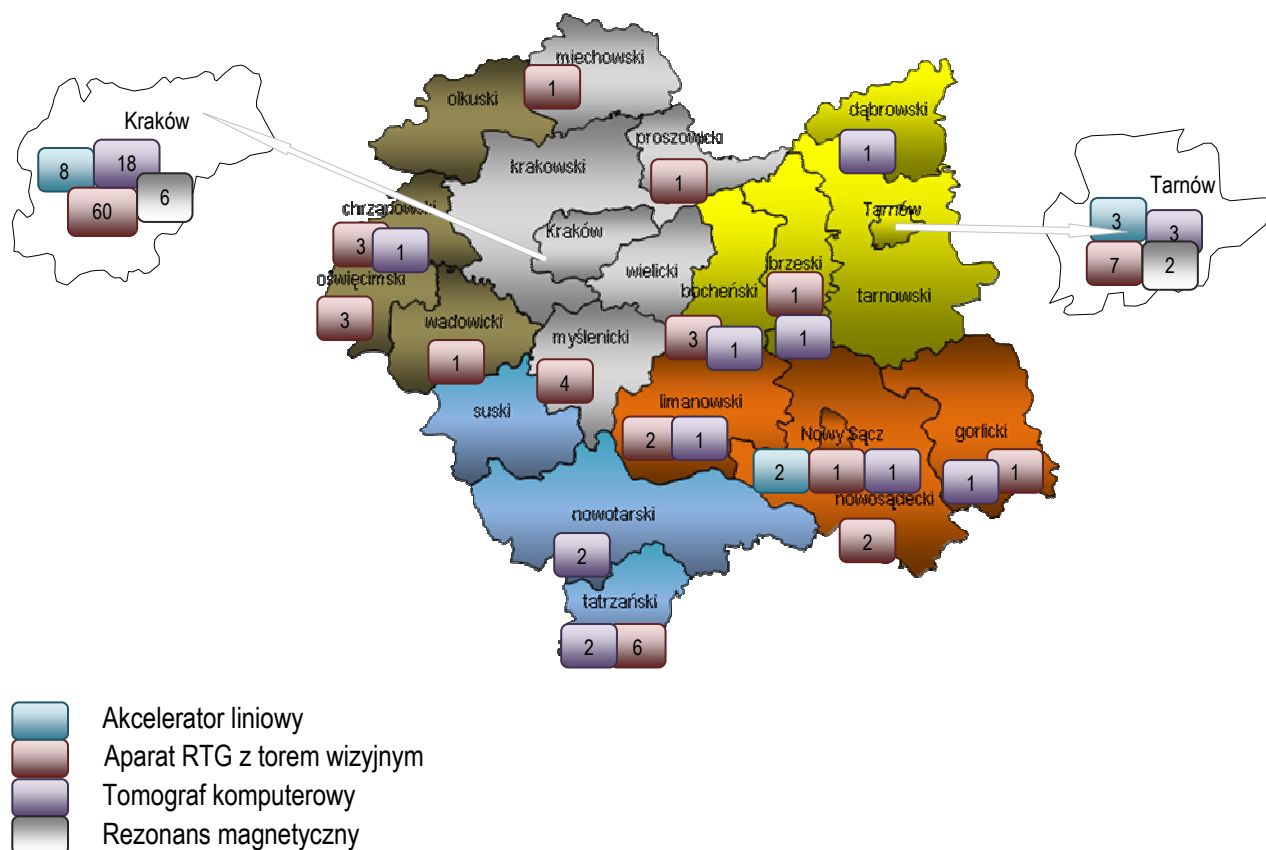 miechowski
1
olkuski
dąbrowski
1
Kraków
8
18
60
6
proszowicki
1
krakowski
Tarnów
3
3
7
2
chrzanowski
3
1
Tarnów
Kraków
wielicki
oświęcimski
3
bocheński
3
1
brzeski
1
1
tarnowski
wadowicki
1
myślenicki
4
suski
limanowski
2
1
Nowy Sącz
2
1
1
gorlicki
1
1
nowosądecki
2
nowotarski
2
tatrzański
2
6
Akcelerator liniowy
Aparat RTG z torem wizyjnym
Tomograf komputerowy
Rezonans magnetyczny